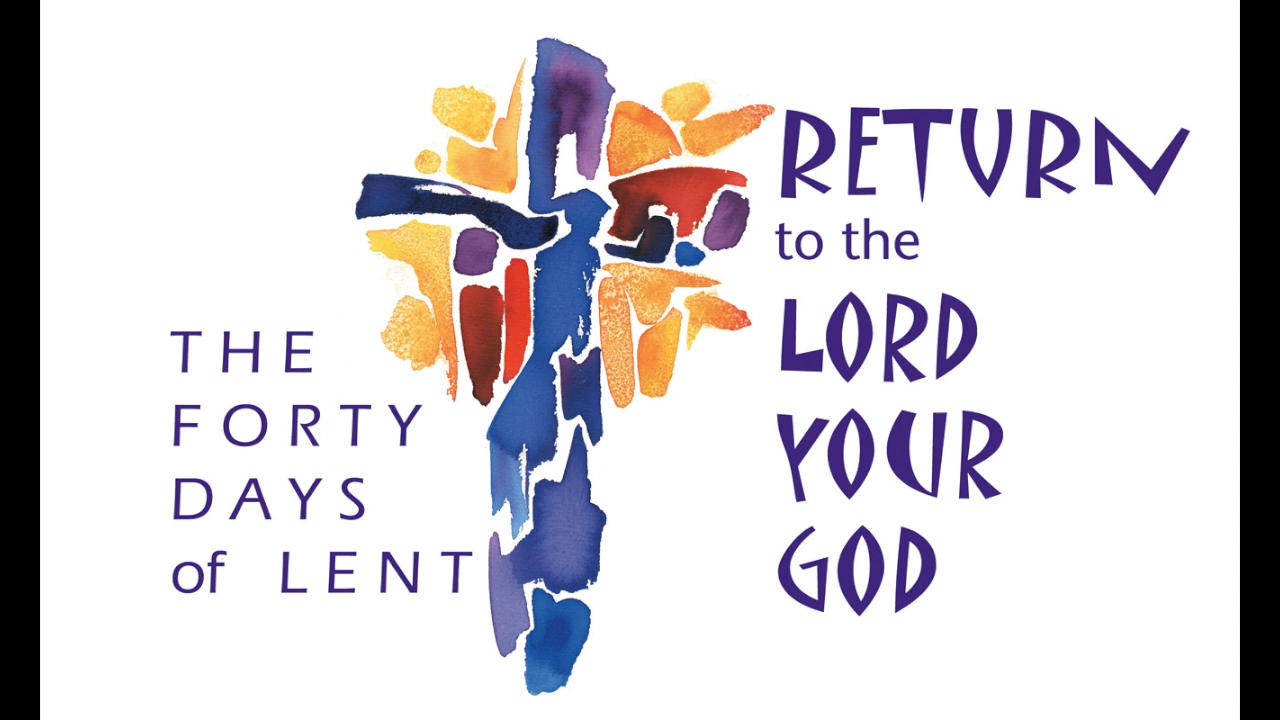 THE
FORTY
DAYS
of LENT
RETURN
to the
LORD
YOUR
GOD